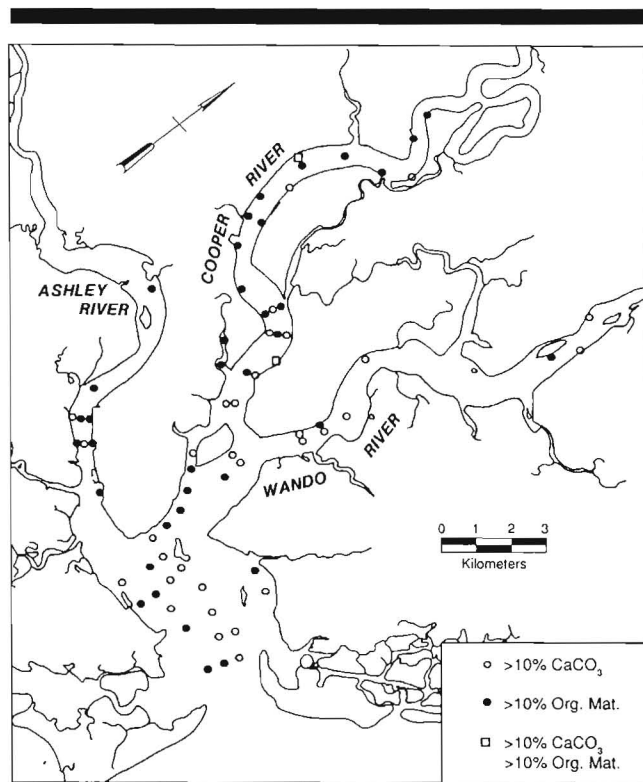 COOPER RIVER
ASHLEY
RIVER
WANDO RIVER
0 1 2 3
Kilometers
>10% CaCO₃
>10% Org. Mat.
>10% CaCO₃
>10% Org. Mat.